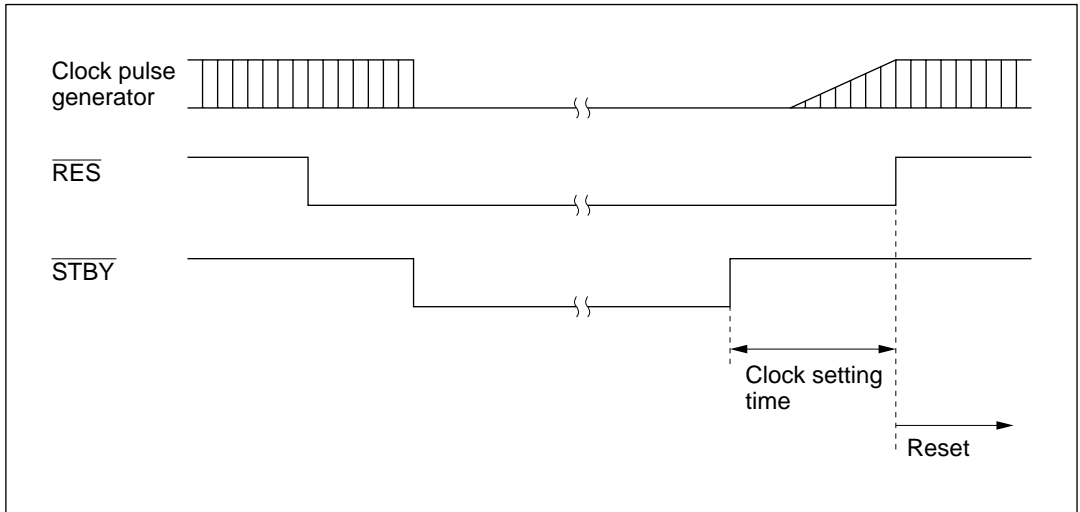 Clock pulse
generator
RES
STBY
Clock setting
time
Reset